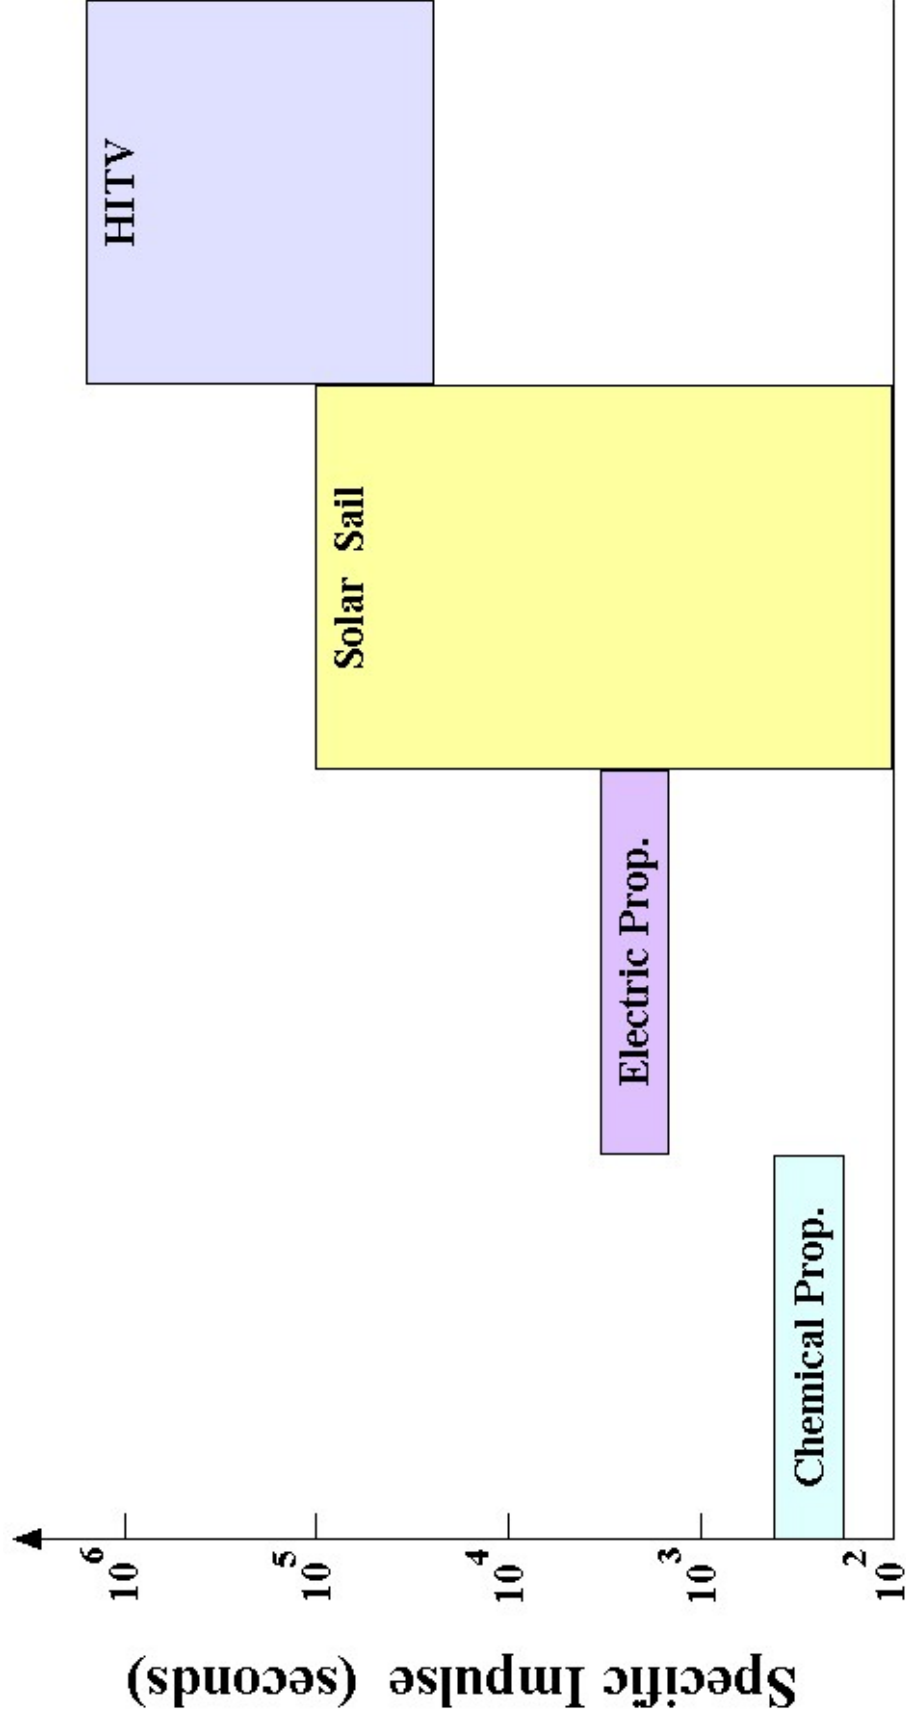 HITV
Solar Sail
Electric Prop.
Chemical Prop.
10^6
10^5
10^4
10^3
10^2
Specific Impulse (seconds)